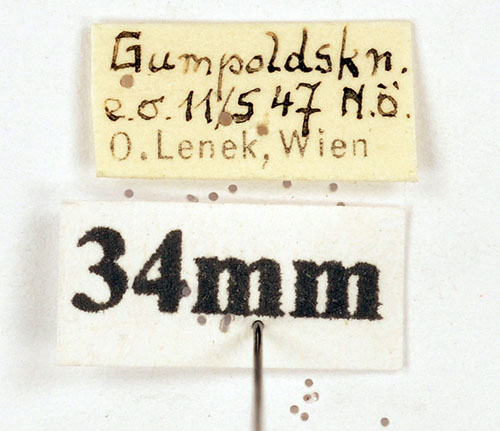 Gumpoldskn.
e.o. 11/5 47 N.Ö.
O. Lenek, Wien
34mm